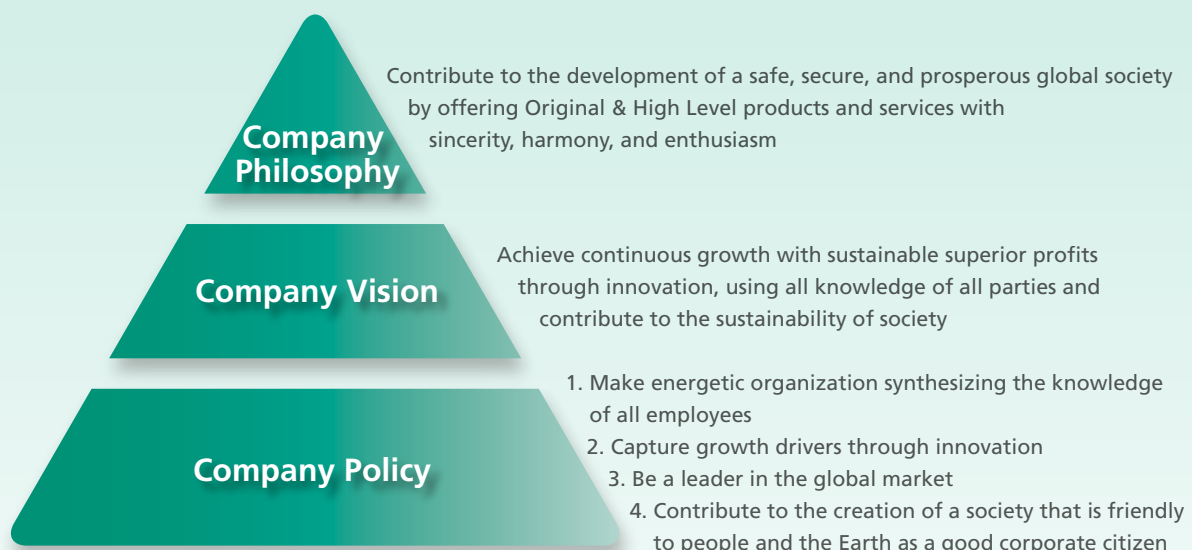 Company
Philosophy
Contribute to the development of a safe, secure, and prosperous global society
by offering Original & High Level products and services with
sincerity, harmony, and enthusiasm
Company Vision
Achieve continuous growth with sustainable superior profits
through innovation, using all knowledge of all parties and
contribute to the sustainability of society
Company Policy
1. Make energetic organization synthesizing the knowledge
of all employees
2. Capture growth drivers through innovation
3. Be a leader in the global market
4. Contribute to the creation of a society that is friendly
to people and the Earth as a good corporate citizen